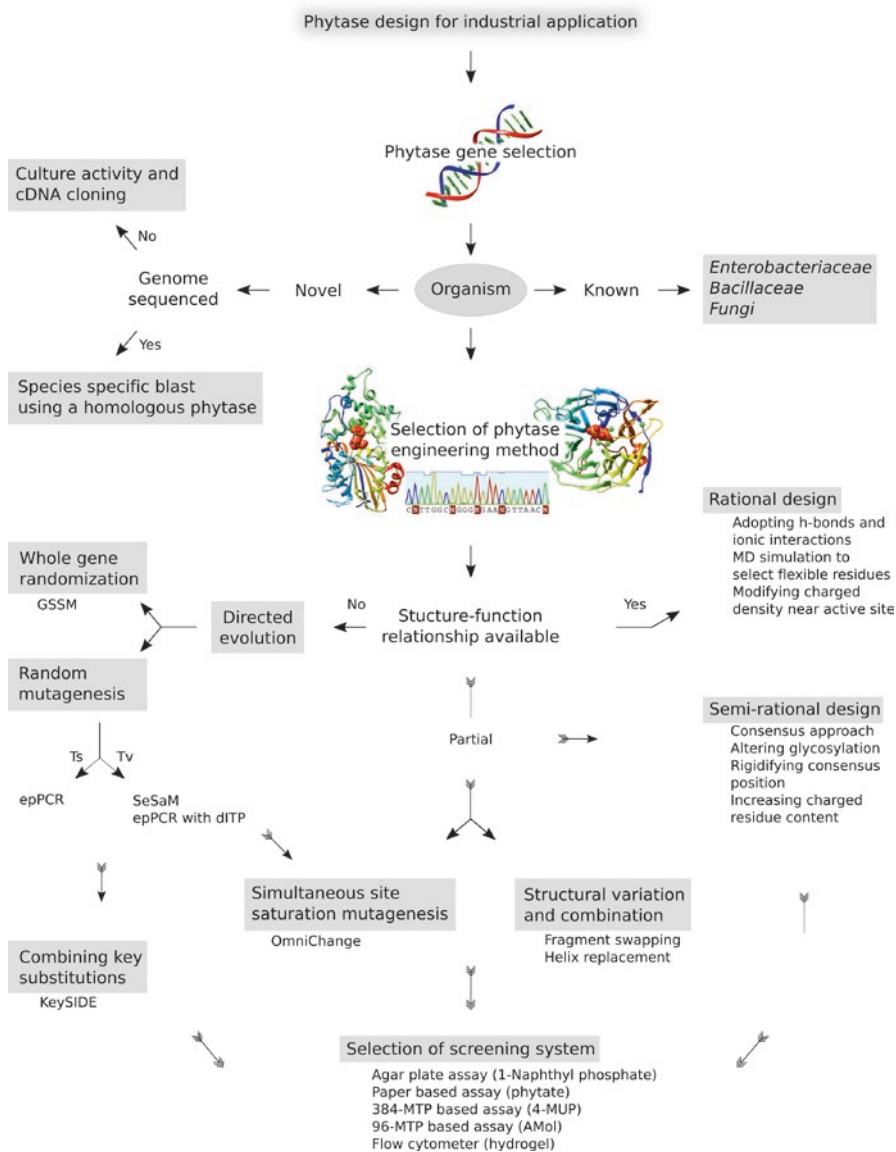 Phytase design for industrial application
Phytase gene selection
Culture activity and
cDNA cloning
No
Genome
sequenced
Novel
Organism
Known
Enterobacteriaceae
Bacillaceae
Fungi
Yes
Species specific blast
using a homologous phytase
Selection of phytase
engineering method
CNTTGGCNGGGNGAANGTTAACN
Rational design
Adopting h-bonds and
ionic interactions
MD simulation to
select flexible residues
Modifying charged
density near active site
Whole gene
randomization
GSSM
Directed
evolution
No
Stucture-function
relationship available
Yes
Random
mutagenesis
Semi-rational design
Consensus approach
Altering glycosylation
Rigidifying consensus
position
Increasing charged
residue content
Partial
Ts
Tv
epPCR
SeSaM
epPCR with dITP
Simultaneous site
saturation mutagenesis
OmniChange
Structural variation
and combination
Fragment swapping
Helix replacement
Combining key
substitutions
KeySIDE
Selection of screening system
Agar plate assay (1-Naphthyl phosphate)
Paper based assay (phytate)
384-MTP based assay (4-MUP)
96-MTP based assay (AMol)
Flow cytometer (hydrogel)